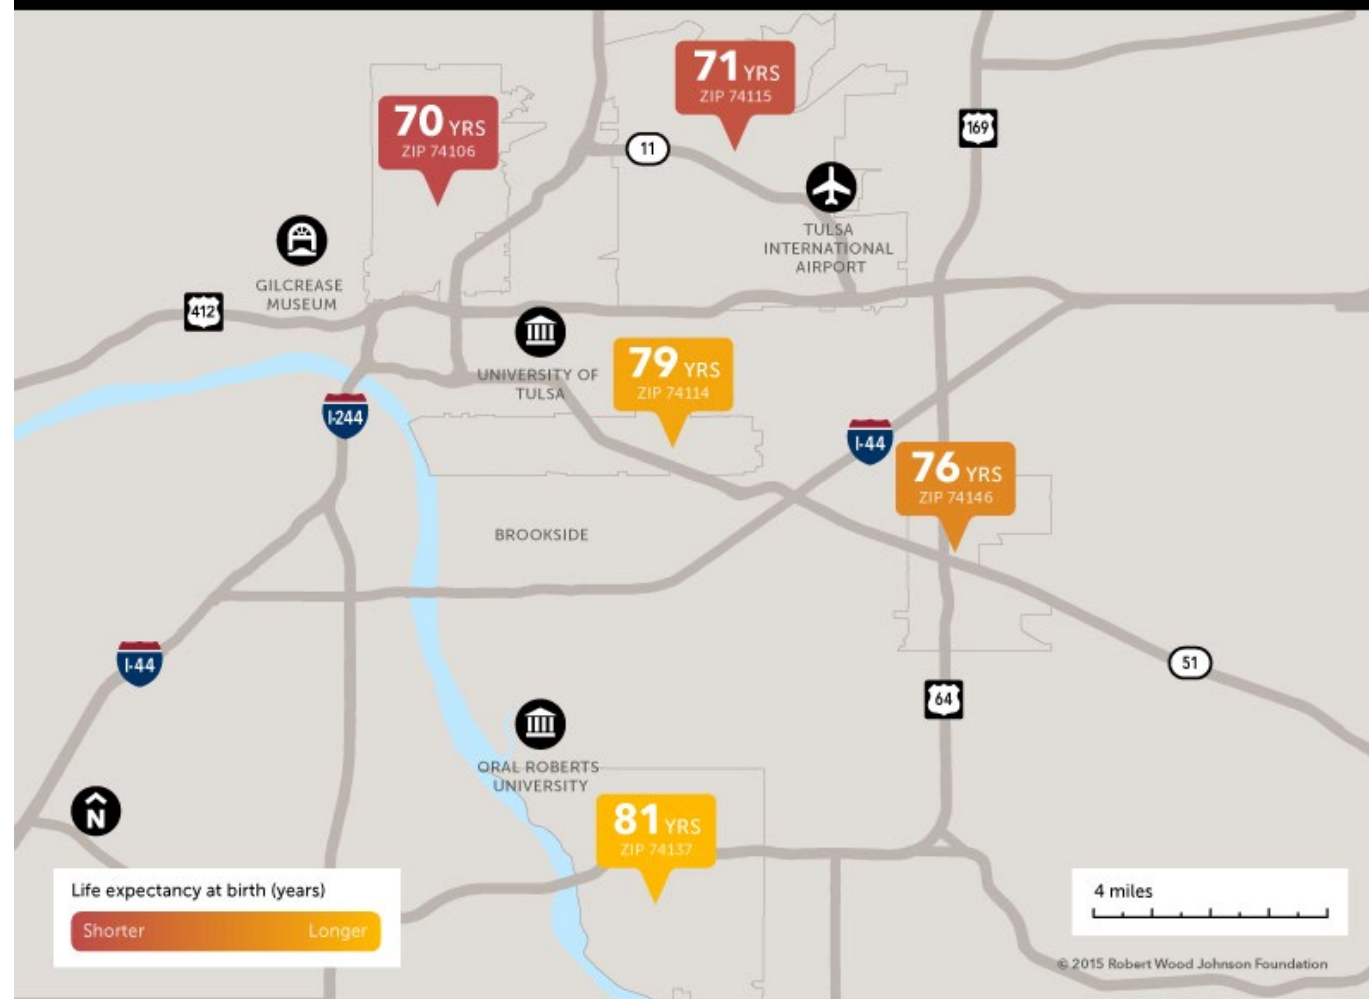 71 YRS
ZIP 74115
70 YRS
ZIP 74106
169
11
TULSA
INTERNATIONAL
AIRPORT
GILCREASE
MUSEUM
412
UNIVERSITY OF
TULSA
79 YRS
ZIP 74114
I-244
I-44
76 YRS
ZIP 74146
BROOKSIDE
I-44
51
64
ORAL ROBERTS
UNIVERSITY
N
81 YRS
ZIP 74137
Life expectancy at birth (years)
Shorter Longer
4 miles
© 2015 Robert Wood Johnson Foundation